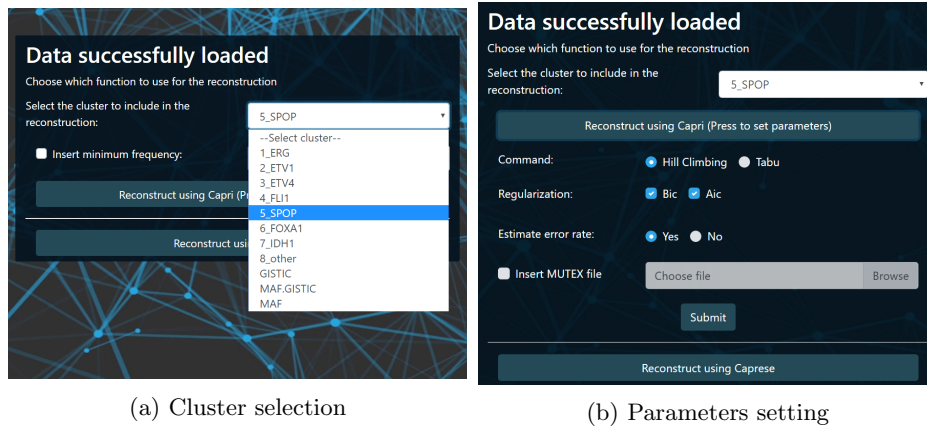 Data successfully loaded
Choose which function to use for the reconstruction
Select the cluster to include in the
reconstruction:
5_SPOP
--Select cluster--
1_ERG
2_ETV1
3_ETV4
4_FLI1
5_SPOP
6_FOXA1
7_IDH1
8_other
GISTIC
MAF.GISTIC
MAF
Insert minimum frequency:
Reconstruct using Capri (Pr
Reconstruct usi
(a) Cluster selection
Data successfully loaded
Choose which function to use for the reconstruction
Select the cluster to include in the
reconstruction:
5_SPOP
Reconstruct using Capri (Press to set parameters)
Command:
Hill Climbing
Tabu
Regularization:
Bic
Aic
Estimate error rate:
Yes
No
Insert MUTEX file
Choose file
Browse
Submit
Reconstruct using Caprese
(b) Parameters setting